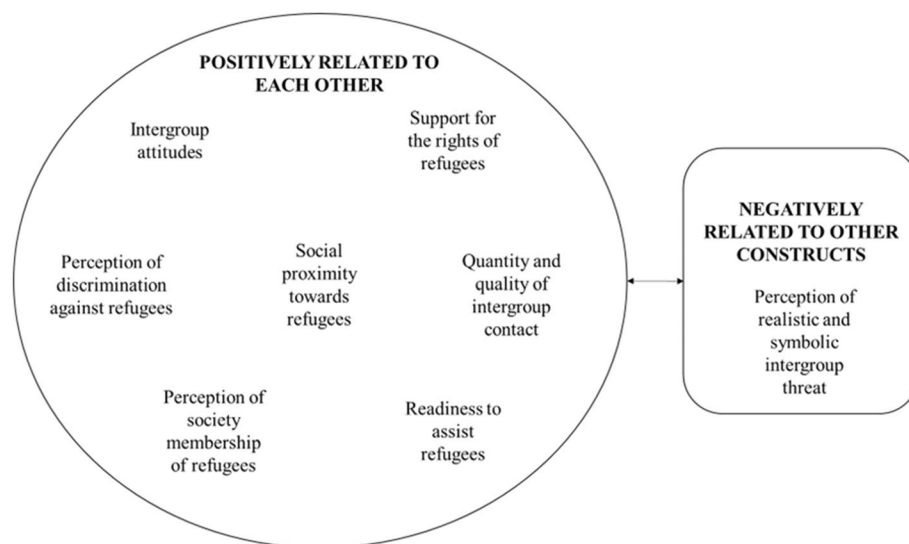 POSITIVELY RELATED TO
EACH OTHER
Intergroup
attitudes
Support for
the rights of
refugees
Perception of
discrimination
against refugees
Social
proximity
towards
refugees
Quantity and
quality of
intergroup
contact
Perception of
society
membership
of refugees
Readiness to
assist
refugees
NEGATIVELY
RELATED TO OTHER
CONSTRUCTS
Perception of
realistic and
symbolic
intergroup
threat